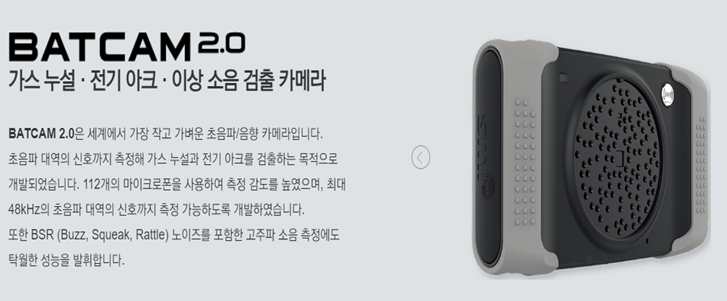 BATCAM 2.0
가스 누설 · 전기 아크 · 이상 소음 검출 카메라
BATCAM 2.0은 세계에서 가장 작고 가벼운 초음파/음향 카메라입니다.
초음파 대역의 신호까지 측정해 가스 누설과 전기 아크를 검출하는 목적으로
개발되었습니다. 112개의 마이크로폰을 사용하여 측정 감도를 높였으며, 최대
48kHz의 초음파 대역의 신호까지 측정 가능하도록 개발하였습니다.
또한 BSR (Buzz, Squeak, Rattle) 노이즈를 포함한 고주파 소음 측정에도
탁월한 성능을 발휘합니다.